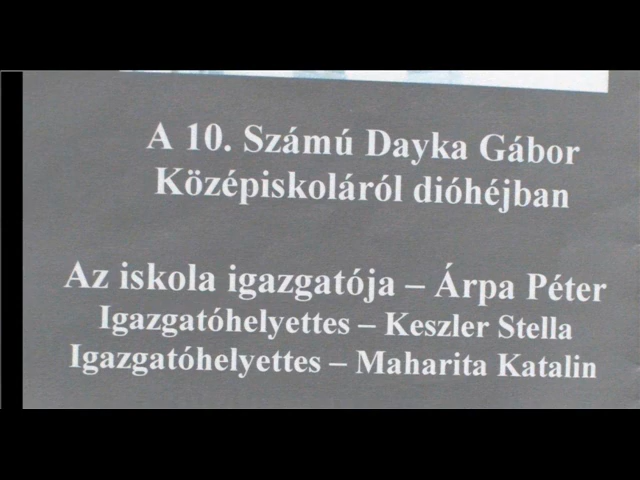 A 10. Számú Dayka Gábor
Középiskoláról dióhéjban
Az iskola igazgatója – Árpa Péter
Igazgatóhelyettes – Keszler Stella
Igazgatóhelyettes – Maharita Katalin